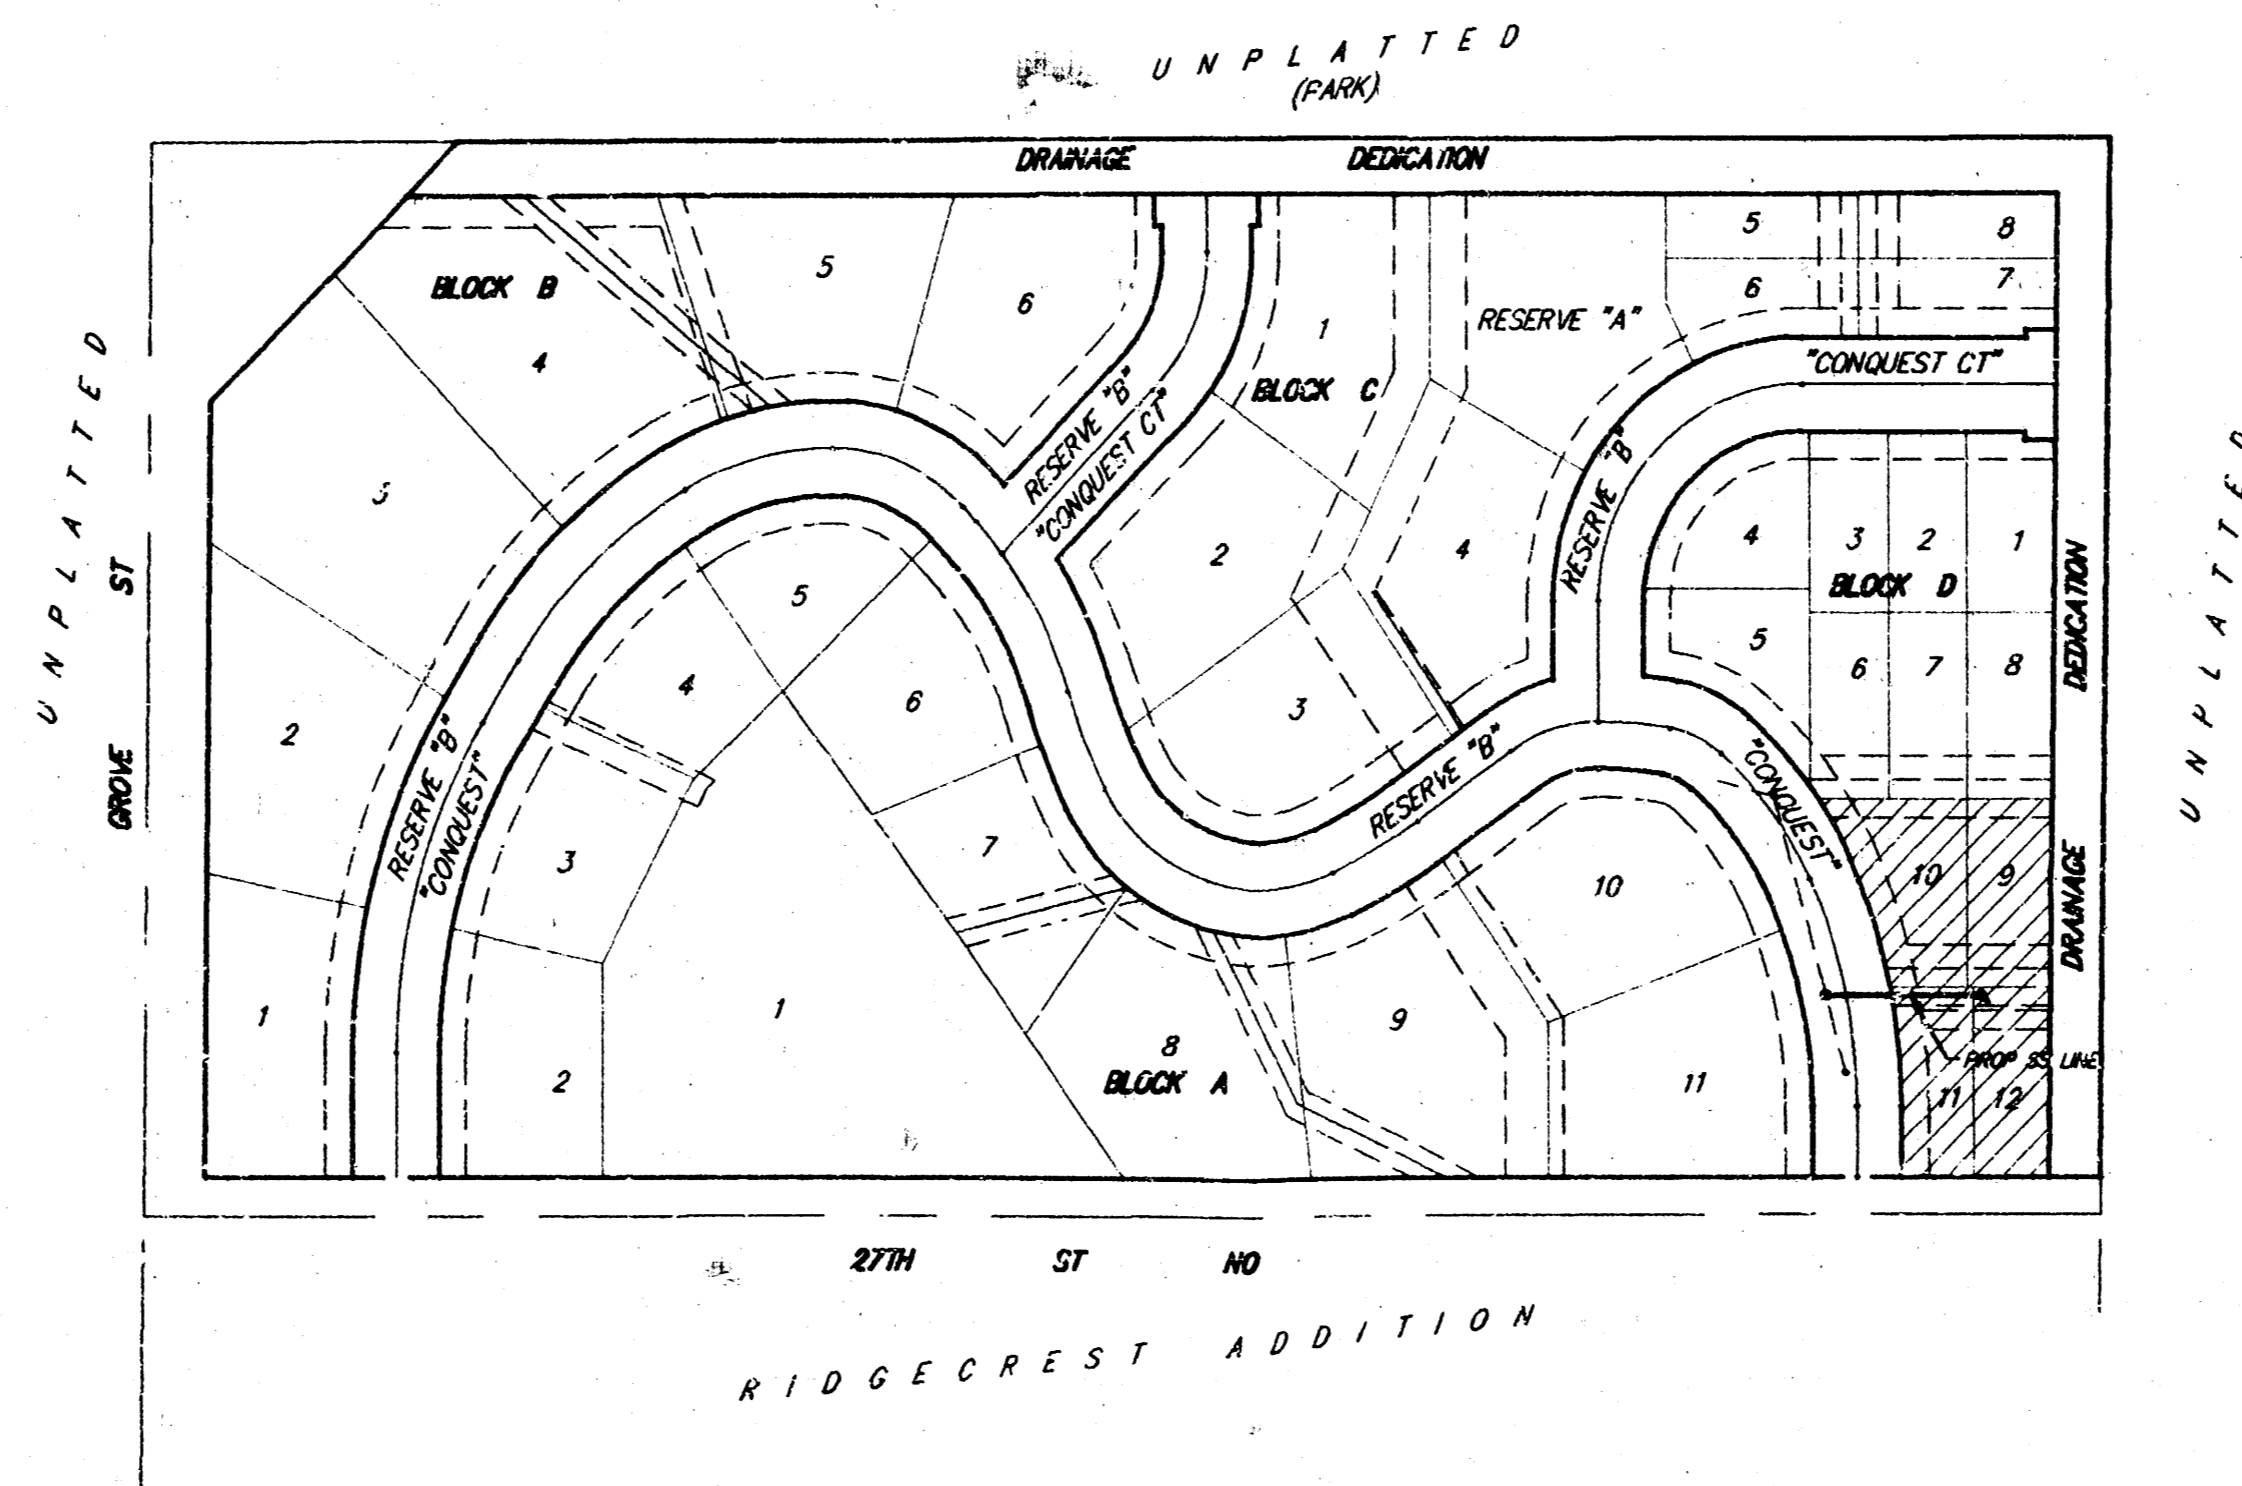 UNPLATTED
(PARK)
DRAINAGE DEDICATION
5
8
6
7
BLOCK B
5
6
1
RESERVE "A"
"CONQUEST CT"
4
BLOCK C
RESERVE "B"
"CONQUEST CT"
RESERVE "B"
UNPLATTED
GROVE ST
2
4
4
3
2
1
BLOCK D
5
6
7
8
DEDICATION
UNPLATTED
5
4
6
3
2
RESERVE "B"
"CONQUEST"
RESERVE "B"
"CONQUEST"
3
7
10
10
9
DRAINAGE
1
1
8
9
BLOCK A
2
11
PROP SS LINE
11
12
27TH ST NO
RIDGECREST ADDITION